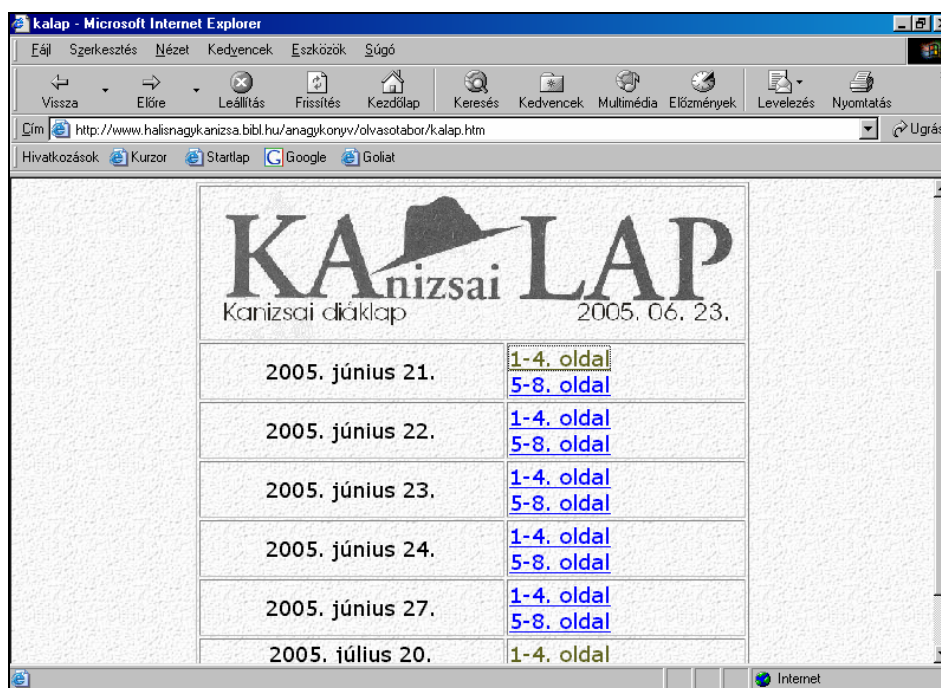 kalap - Microsoft Internet Explorer
Fájl Szerkesztés Nézet Kedvencek Eszközök Súgó
Vissza Előre Leállítás Frissítés Kezdőlap Keresés Kedvencek Multimédia Előzmények Levelezés Nyomtatás
Cím http://www.halisnagykanizsa.bibl.hu/anagykonyv/olvasotabor/kalap.htm Ugrás
Hivatkozások Kurzor Startlap Google Goliat
KAnizsai LAP
Kanizsai diáklap 2005. 06. 23.
2005. június 21. 1-4. oldal
5-8. oldal
2005. június 22. 1-4. oldal
5-8. oldal
2005. június 23. 1-4. oldal
5-8. oldal
2005. június 24. 1-4. oldal
5-8. oldal
2005. június 27. 1-4. oldal
5-8. oldal
2005. július 20. 1-4. oldal
Internet